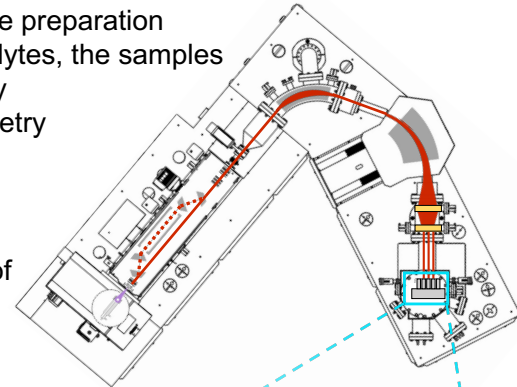 e preparation
lytes, the samples
y
etry
of